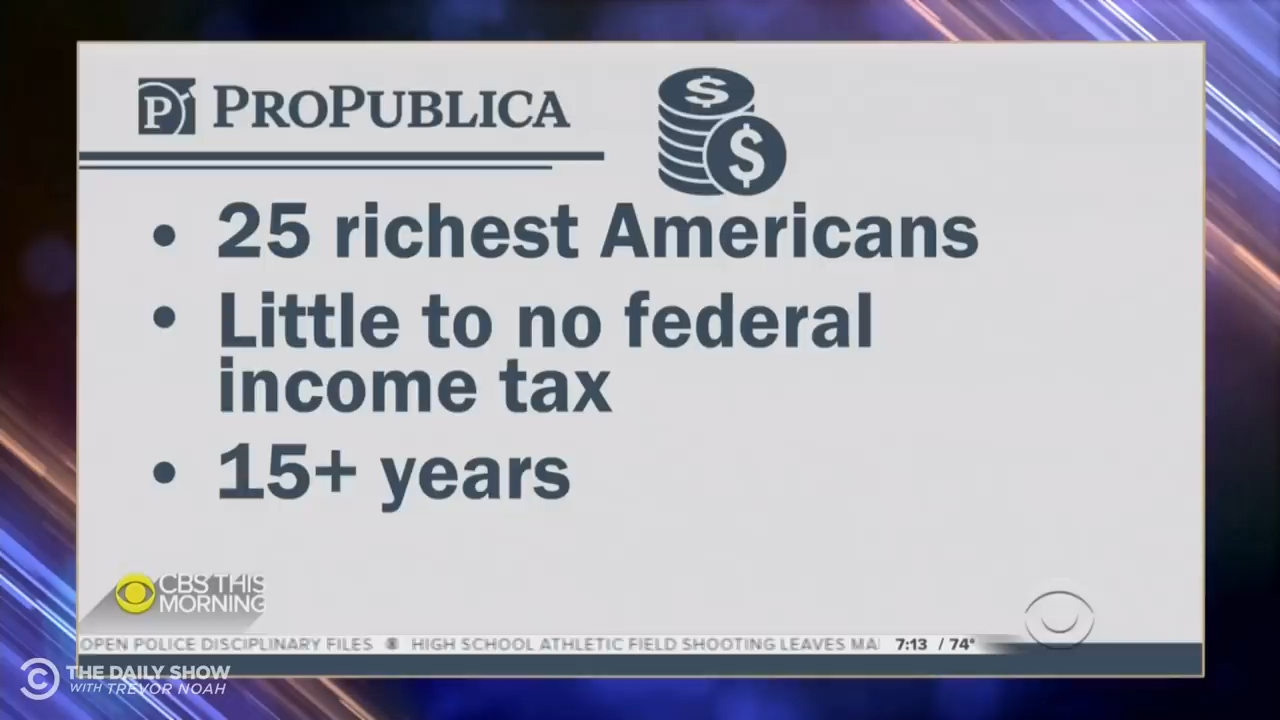 PROPUBLICA
• 25 richest Americans
• Little to no federal
income tax
• 15+ years
CBS THIS
MORNING
OPEN POLICE DISCIPLINARY FILES HIGH SCHOOL ATHLETIC FIELD SHOOTING LEAVES 7:13 / 74°
THE DAILY SHOW
WITH TREVOR NOAH